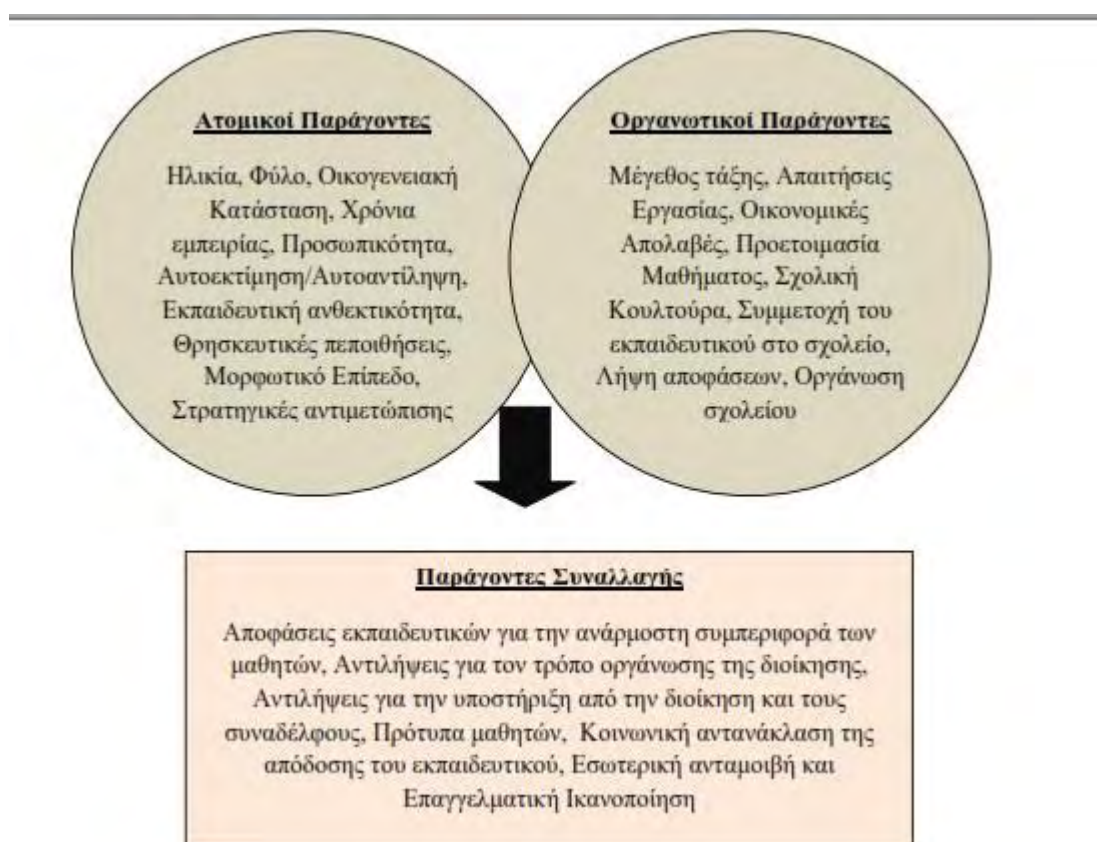 Ατομικοί Παράγοντες
Ηλικία, Φύλο, Οικογενειακή
Κατάσταση, Χρόνια
εμπειρίας, Προσωπικότητα,
Αυτοεκτίμηση/Αυτοαντίληψη,
Εκπαιδευτική ανθεκτικότητα,
Θρησκευτικές πεποιθήσεις,
Μορφωτικό Επίπεδο,
Στρατηγικές αντιμετώπισης
Οργανωτικοί Παράγοντες
Μέγεθος τάξης, Απαιτήσεις
Εργασίας, Οικονομικές
Απολαβές, Προετοιμασία
Μαθήματος, Σχολική
Κουλτούρα, Συμμετοχή του
εκπαιδευτικού στο σχολείο,
Λήψη αποφάσεων, Οργάνωση
σχολείου
Παράγοντες Συναλλαγής
Αποφάσεις εκπαιδευτικών για την ανάρμοστη συμπεριφορά των
μαθητών, Αντιλήψεις για τον τρόπο οργάνωσης της διοίκησης,
Αντιλήψεις για την υποστήριξη από την διοίκηση και τους
συναδέλφους, Πρότυπα μαθητών, Κοινωνική αντανάκλαση της
απόδοσης του εκπαιδευτικού, Εσωτερική ανταμοιβή και
Επαγγελματική Ικανοποίηση